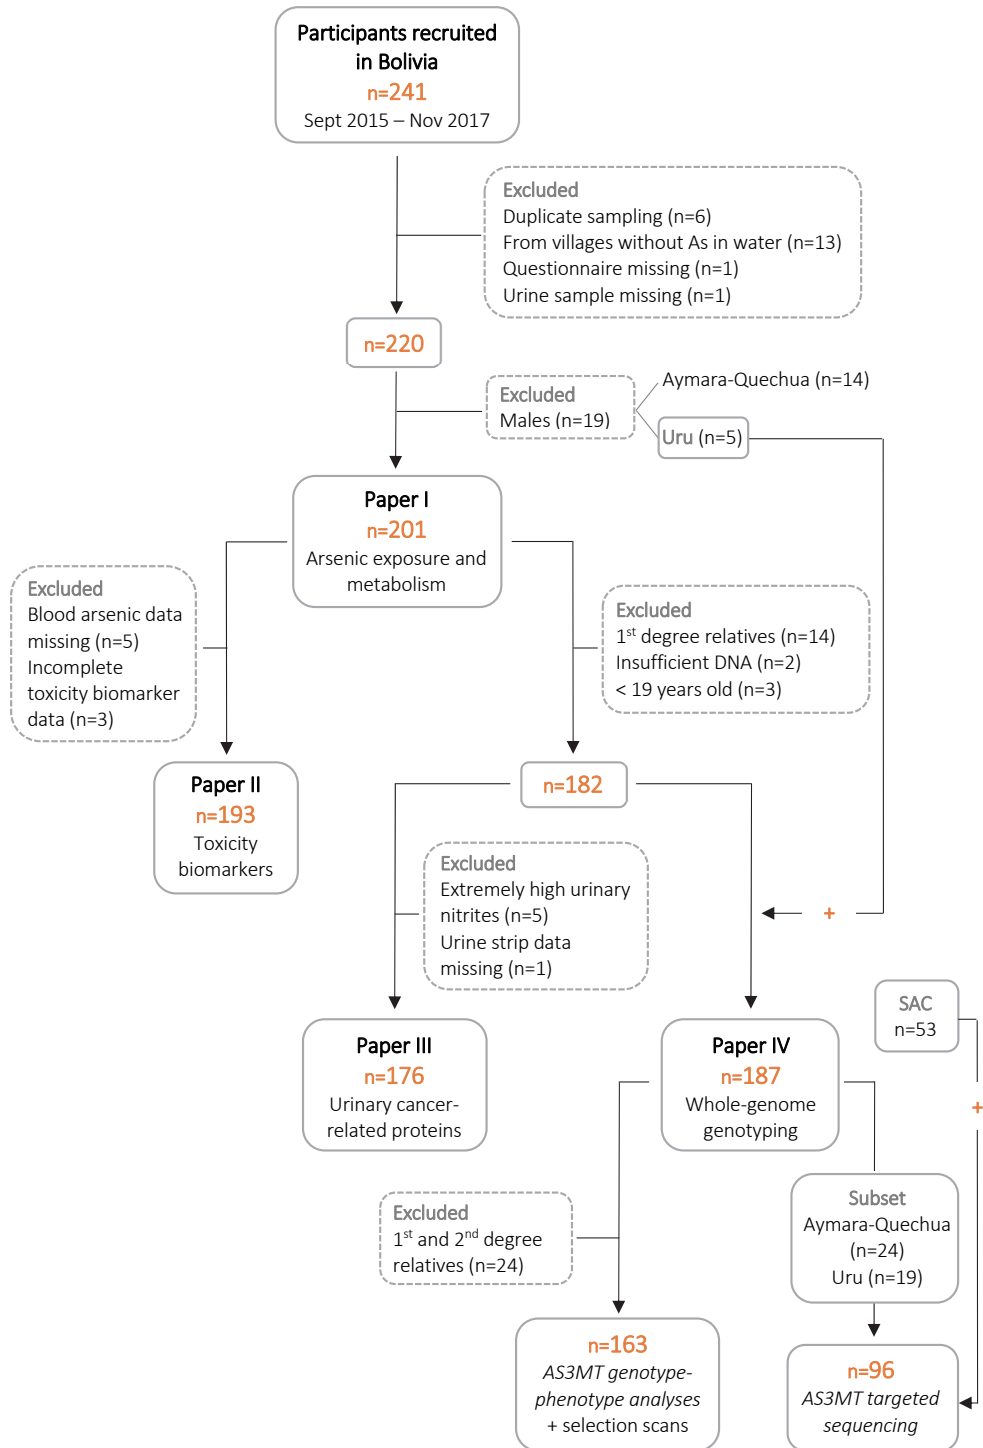 Participants recruited
in Bolivia
n=241
Sept 2015 – Nov 2017
Excluded
Duplicate sampling (n=6)
From villages without As in water (n=13)
Questionnaire missing (n=1)
Urine sample missing (n=1)
n=220
Excluded
Males (n=19)
Aymara-Quechua (n=14)
Uru (n=5)
Paper I
n=201
Arsenic exposure and
metabolism
Excluded
Blood arsenic data
missing (n=5)
Incomplete
toxicity biomarker
data (n=3)
Excluded
1st degree relatives (n=14)
Insufficient DNA (n=2)
< 19 years old (n=3)
Paper II
n=193
Toxicity
biomarkers
n=182
Excluded
Extremely high urinary
nitrites (n=5)
Urine strip data
missing (n=1)
+
SAC
n=53
Paper III
n=176
Urinary cancer-
related proteins
Paper IV
n=187
Whole-genome
genotyping
+
Excluded
1st and 2nd degree
relatives (n=24)
Subset
Aymara-Quechua
(n=24)
Uru (n=19)
n=163
AS3MT genotype-
phenotype analyses
+ selection scans
n=96
AS3MT targeted
sequencing